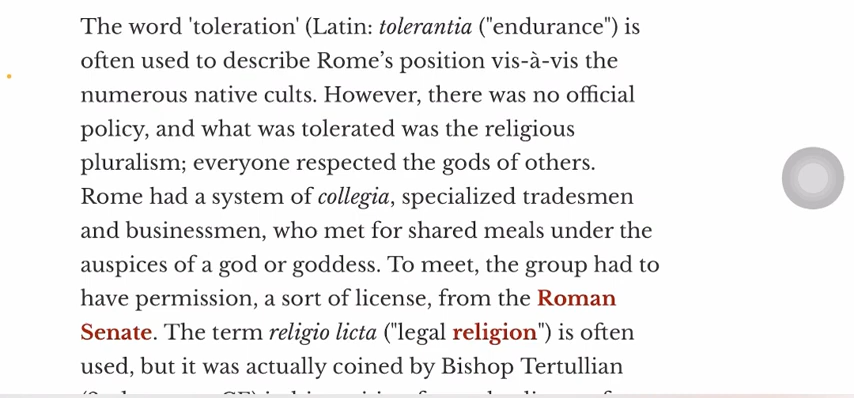 The word 'toleration' (Latin: tolerantia ("endurance") is
often used to describe Rome’s position vis-à-vis the
numerous native cults. However, there was no official
policy, and what was tolerated was the religious
pluralism; everyone respected the gods of others.
Rome had a system of collegia, specialized tradesmen
and businessmen, who met for shared meals under the
auspices of a god or goddess. To meet, the group had to
have permission, a sort of license, from the Roman
Senate. The term religio licta ("legal religion") is often
used, but it was actually coined by Bishop Tertullian